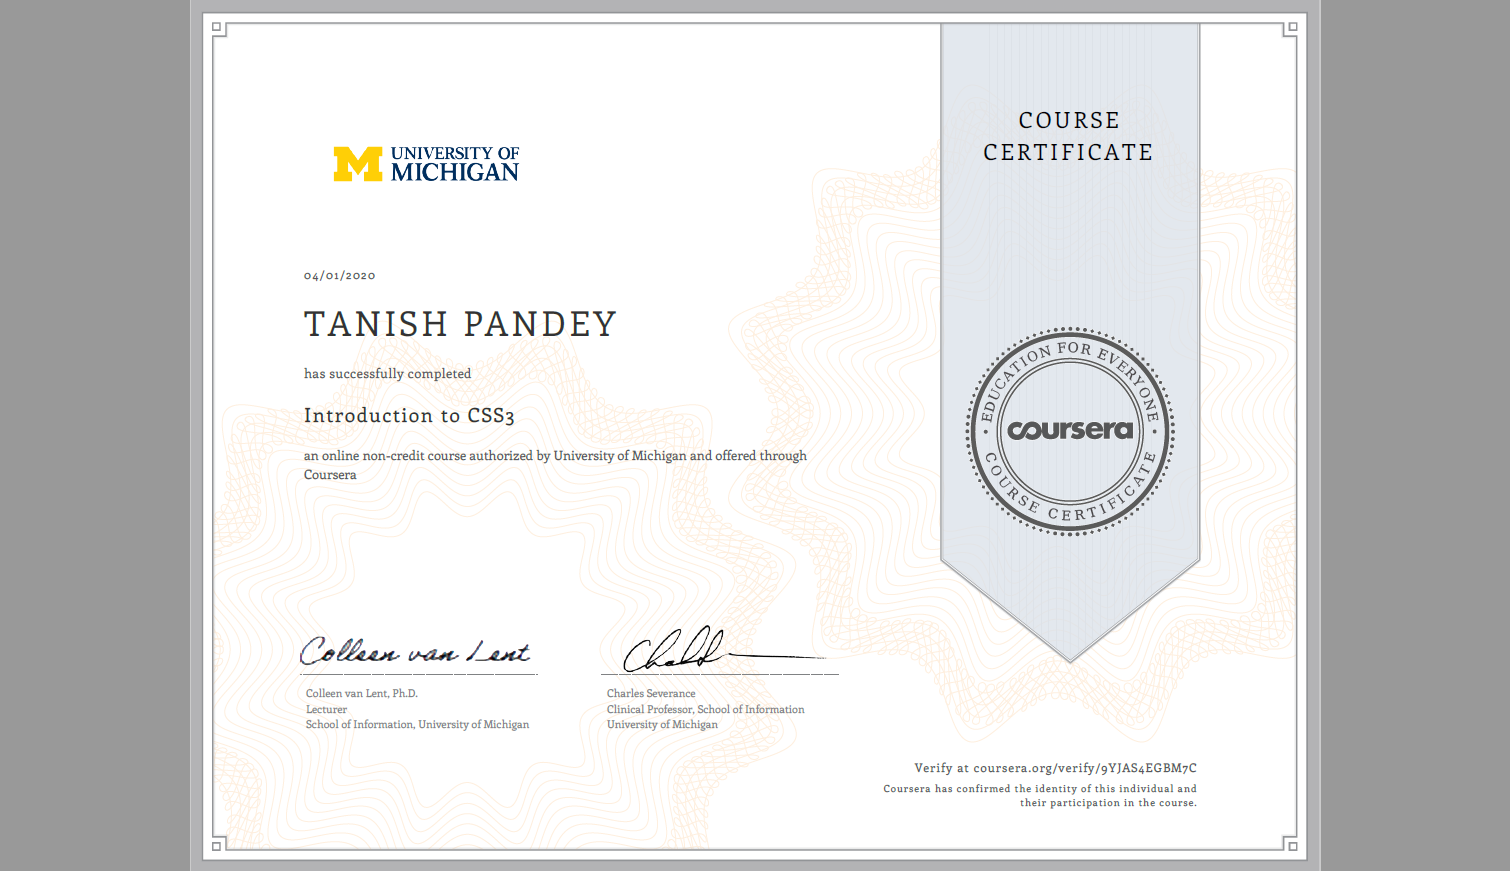 UNIVERSITY OF
MICHIGAN
COURSE
CERTIFICATE
04/01/2020
TANISH PANDEY
has successfully completed
Introduction to CSS3
an online non-credit course authorized by University of Michigan and offered through
Coursera
EDUCATION FOR EVERYONE
coursera
COURSE CERTIFICATE
Colleen van Lent
Colleen van Lent, Ph.D.
Lecturer
School of Information, University of Michigan
Charles Severance
Clinical Professor, School of Information
University of Michigan
Verify at coursera.org/verify/9YJAS4EGBM7C
Coursera has confirmed the identity of this individual and
their participation in the course.